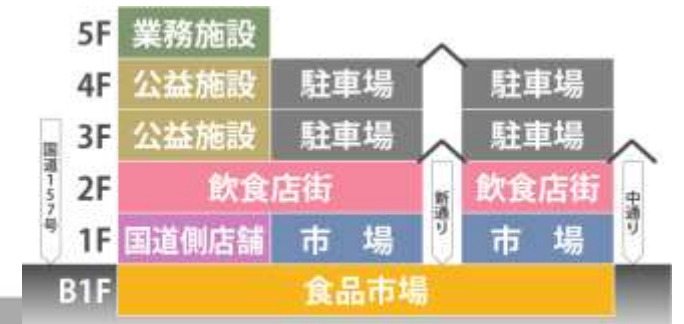 5F 業務施設
4F 公益施設 駐車場 駐車場
3F 公益施設 駐車場 駐車場
国道157号
2F 飲食店街 飲食店街
新通り
中通り
1F 国道側店舗 市 場 市 場
B1F 食品市場